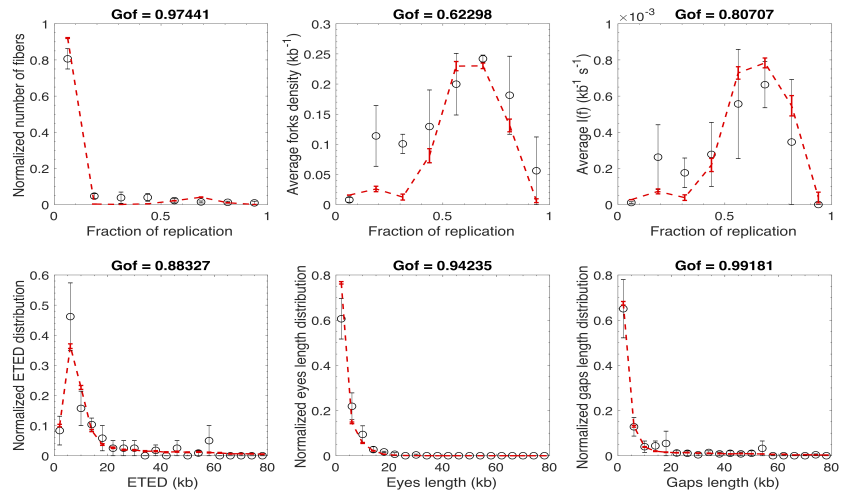 Gof = 0.97441
Normalized number of fibers
1
0.8
0.6
0.4
0.2
0
0 0.5 1
Fraction of replication
Gof = 0.62298
Average forks density (kb-1)
0.3
0.25
0.2
0.15
0.1
0.05
0
0 0.5 1
Fraction of replication
Gof = 0.80707
×10-3
Average I(f) (kb-1 s-1)
1
0.8
0.6
0.4
0.2
0
0 0.5 1
Fraction of replication
Gof = 0.88327
Normalized ETED distribution
0.6
0.5
0.4
0.3
0.2
0.1
0
0 20 40 60 80
ETED (kb)
Gof = 0.94235
Normalized eyes length distribution
0.8
0.6
0.4
0.2
0
0 20 40 60 80
Eyes length (kb)
Gof = 0.99181
Normalized gaps length distribution
0.8
0.6
0.4
0.2
0
0 20 40 60 80
Gaps length (kb)